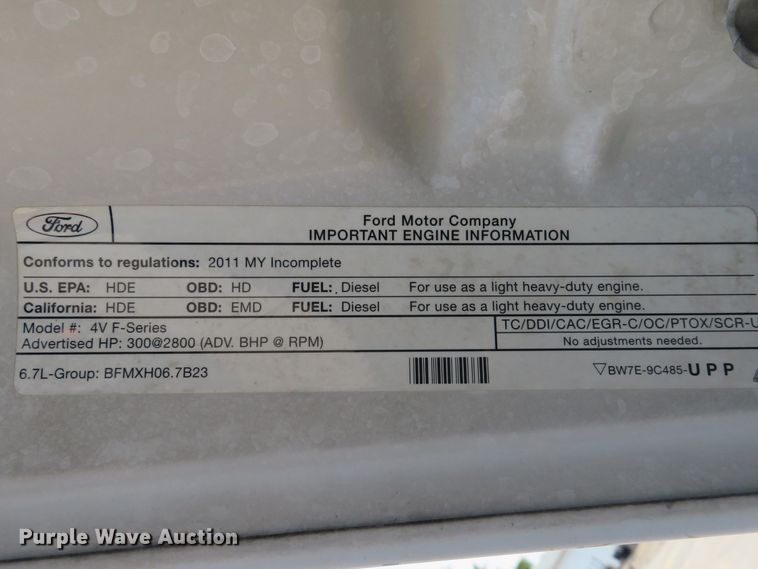 Ford
Ford Motor Company
IMPORTANT ENGINE INFORMATION
Conforms to regulations: 2011 MY Incomplete
U.S. EPA: HDE OBD: HD FUEL: Diesel For use as a light heavy-duty engine.
California: HDE OBD: EMD FUEL: Diesel For use as a light heavy-duty engine.
Model #: 4V F-Series
Advertised HP: 300@2800 (ADV. BHP @ RPM)
TC/DDI/CAC/EGR-C/OC/PTOX/SCR-U
No adjustments needed.
6.7L-Group: BFMXH06.7B23
BW7E-9C485-UPP
Purple Wave Auction